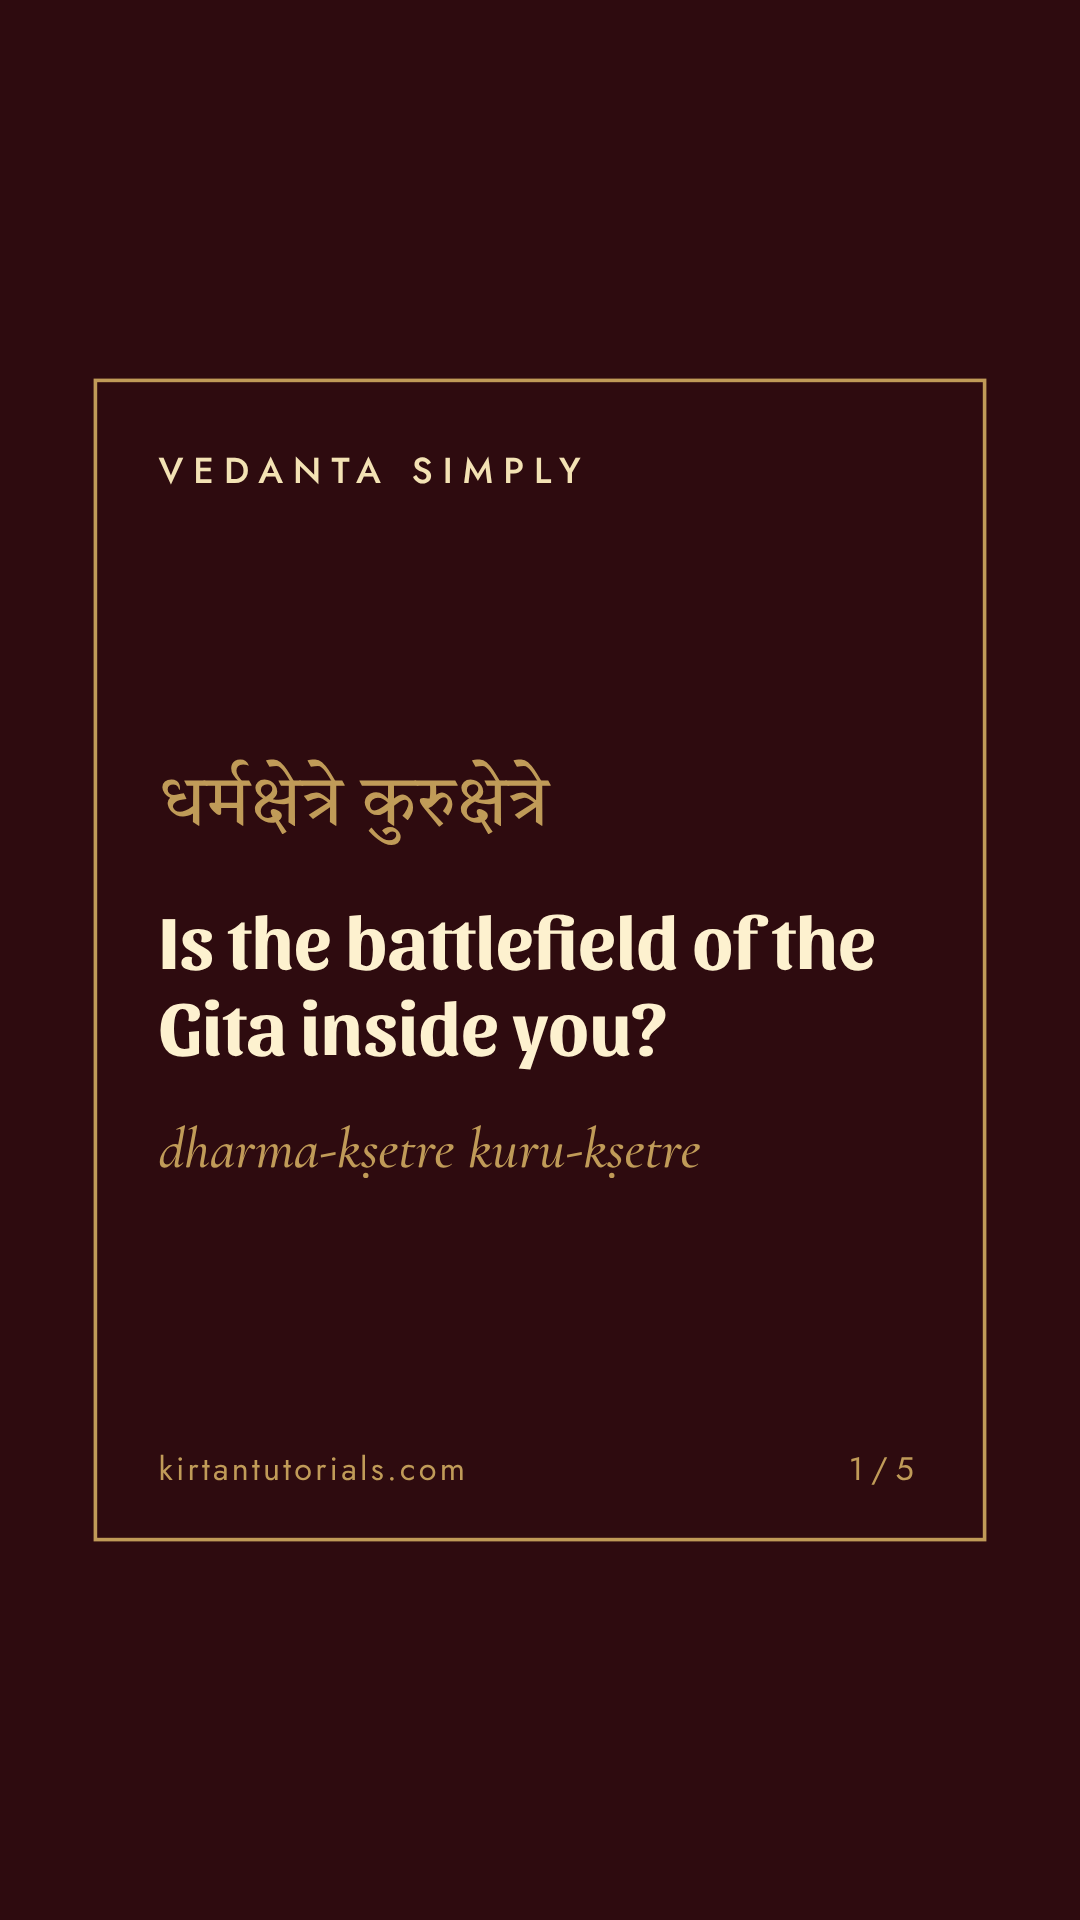 VEDANTA SIMPLY
धर्मक्षेत्रे कुरुक्षेत्रे
Is the battlefield of the
Gita inside you?
dharma-kṣetre kuru-kṣetre
kirtantutorials.com
1 / 5